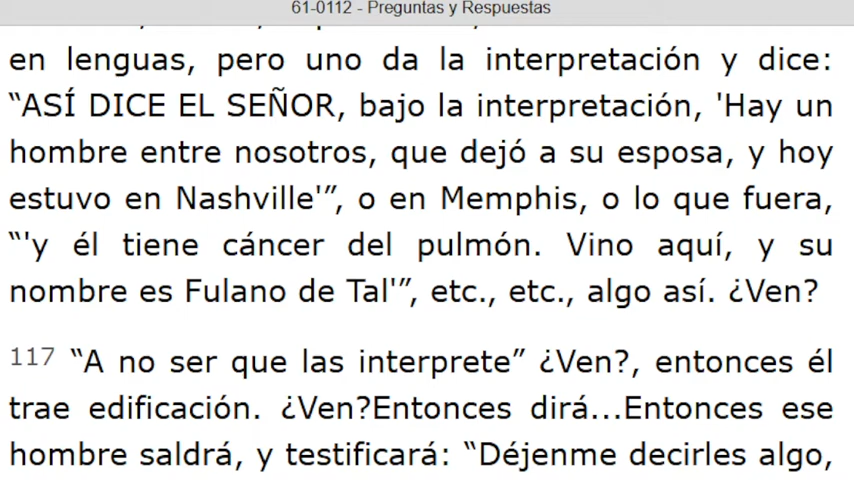 61-0112 - Preguntas y Respuestas
en lenguas, pero uno da la interpretación y dice:
“ASÍ DICE EL SEÑOR, bajo la interpretación, 'Hay un
hombre entre nosotros, que dejó a su esposa, y hoy
estuvo en Nashville'”, o en Memphis, o lo que fuera,
“'y él tiene cáncer del pulmón. Vino aquí, y su
nombre es Fulano de Tal'”, etc., etc., algo así. ¿Ven?
117 “A no ser que las interprete” ¿Ven?, entonces él
trae edificación. ¿Ven?Entonces dirá...Entonces ese
hombre saldrá, y testificará: “Déjenme decirles algo,